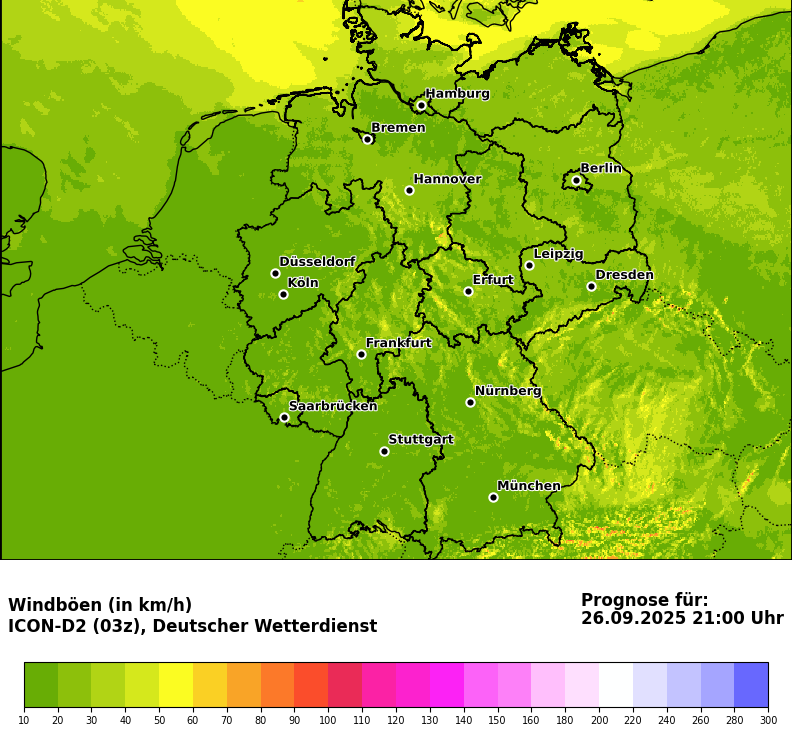 Hamburg
Bremen
Hannover
Berlin
Düsseldorf
Köln
Leipzig
Dresden
Erfurt
Frankfurt
Nürnberg
Saarbrücken
Stuttgart
München
Windböen (in km/h)
ICON-D2 (03z), Deutscher Wetterdienst
Prognose für:
26.09.2025 21:00 Uhr
10 20 30 40 50 60 70 80 90 100 110 120 130 140 150 160 180 200 220 240 260 280 300